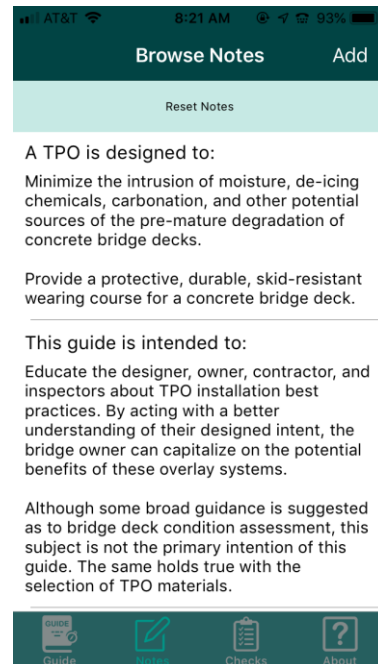 AT&T 8:21 AM 93%
Browse Notes Add
Reset Notes
A TPO is designed to:
Minimize the intrusion of moisture, de-icing
chemicals, carbonation, and other potential
sources of the pre-mature degradation of
concrete bridge decks.
Provide a protective, durable, skid-resistant
wearing course for a concrete bridge deck.
This guide is intended to:
Educate the designer, owner, contractor, and
inspectors about TPO installation best
practices. By acting with a better
understanding of their designed intent, the
bridge owner can capitalize on the potential
benefits of these overlay systems.
Although some broad guidance is suggested
as to bridge deck condition assessment, this
subject is not the primary intention of this
guide. The same holds true with the
selection of TPO materials.
GUIDE
Guide Notes Checks About